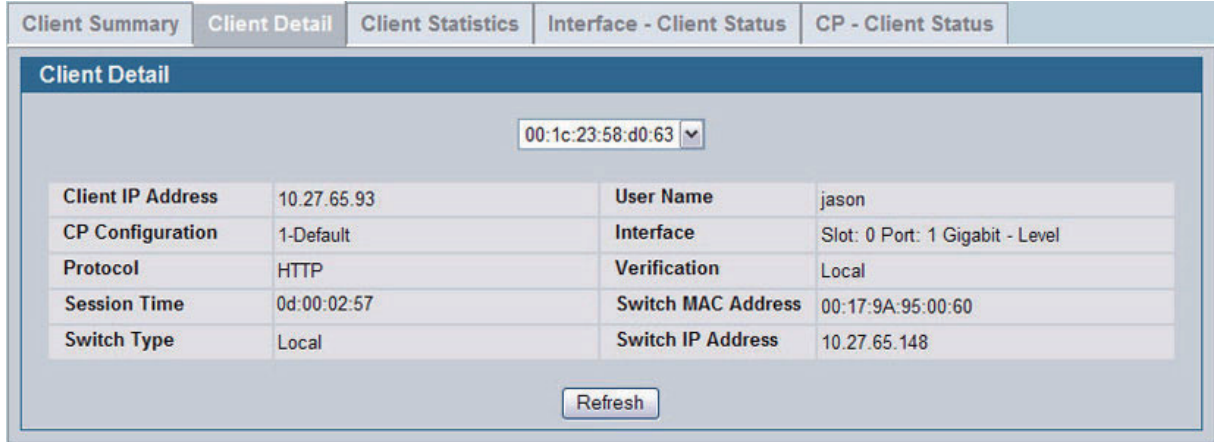 Client Summary Client Detail Client Statistics Interface - Client Status CP - Client Status
Client Detail
00:1c:23:58:d0:63
Client IP Address 10.27.65.93 User Name jason
CP Configuration 1-Default Interface Slot: 0 Port: 1 Gigabit - Level
Protocol HTTP Verification Local
Session Time 0d:00:02:57 Switch MAC Address 00:17:9A:95:00:60
Switch Type Local Switch IP Address 10.27.65.148
Refresh